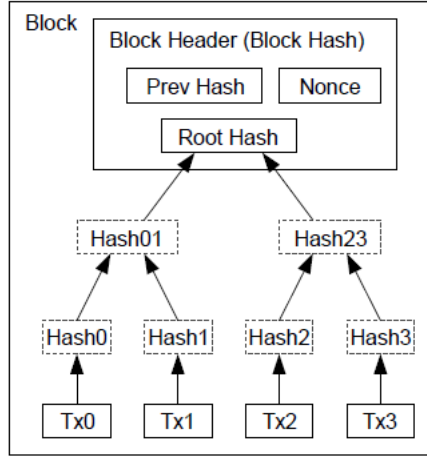 Block
Block Header (Block Hash)
Prev Hash Nonce
Root Hash
Hash01 Hash23
Hash0 Hash1 Hash2 Hash3
Tx0 Tx1 Tx2 Tx3